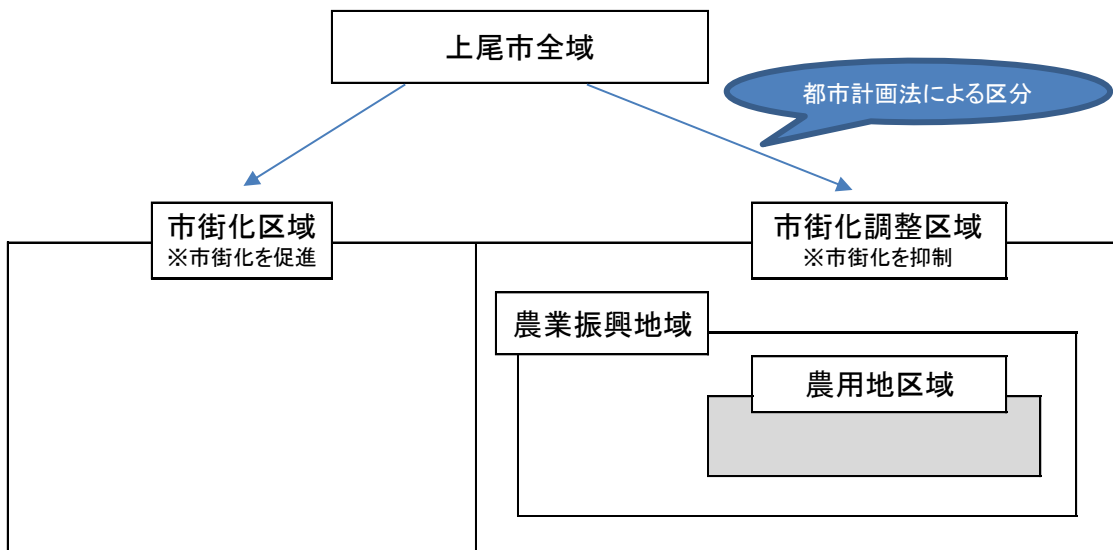 上尾市全域
都市計画法による区分
市街化区域
※市街化を促進
市街化調整区域
※市街化を抑制
農業振興地域
農用地区域